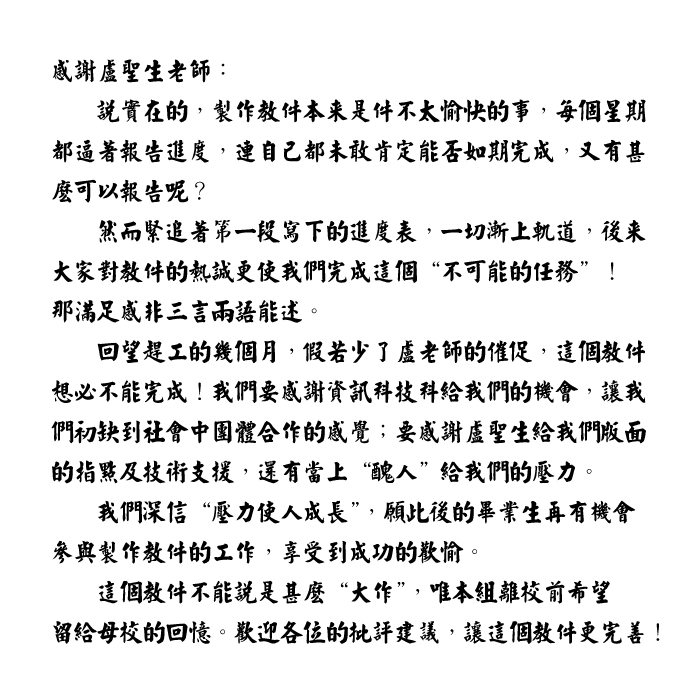 感謝盧聖生老師：
說實在的，製作教件本來是件不太愉快的事，每個星期
都逼著報告進度，連自己都未敢肯定能否如期完成，又有甚
麼可以報告呢？
然而緊追著第一段寫下的進度表，一切漸上軌道，後來
大家對教件的熱誠更使我們完成這個“不可能的任務”！
那滿足感非三言兩語能述。
回望趕工的幾個月，假若少了盧老師的催促，這個教件
想必不能完成！我們要感謝資訊科技科給我們的機會，讓我
們初缺到社會中團體合作的感覺；要感謝盧聖生給我們版面
的指點及技術支援，還有當上“醜人”給我們的壓力。
我們深信“壓力使人成長”，願此後的畢業生再有機會
參與製作教件的工作，享受到成功的歡愉。
這個教件不能說是甚麼“大作”，唯本組離校前希望
留給母校的回憶。歡迎各位的批評建議，讓這個教件更完善！